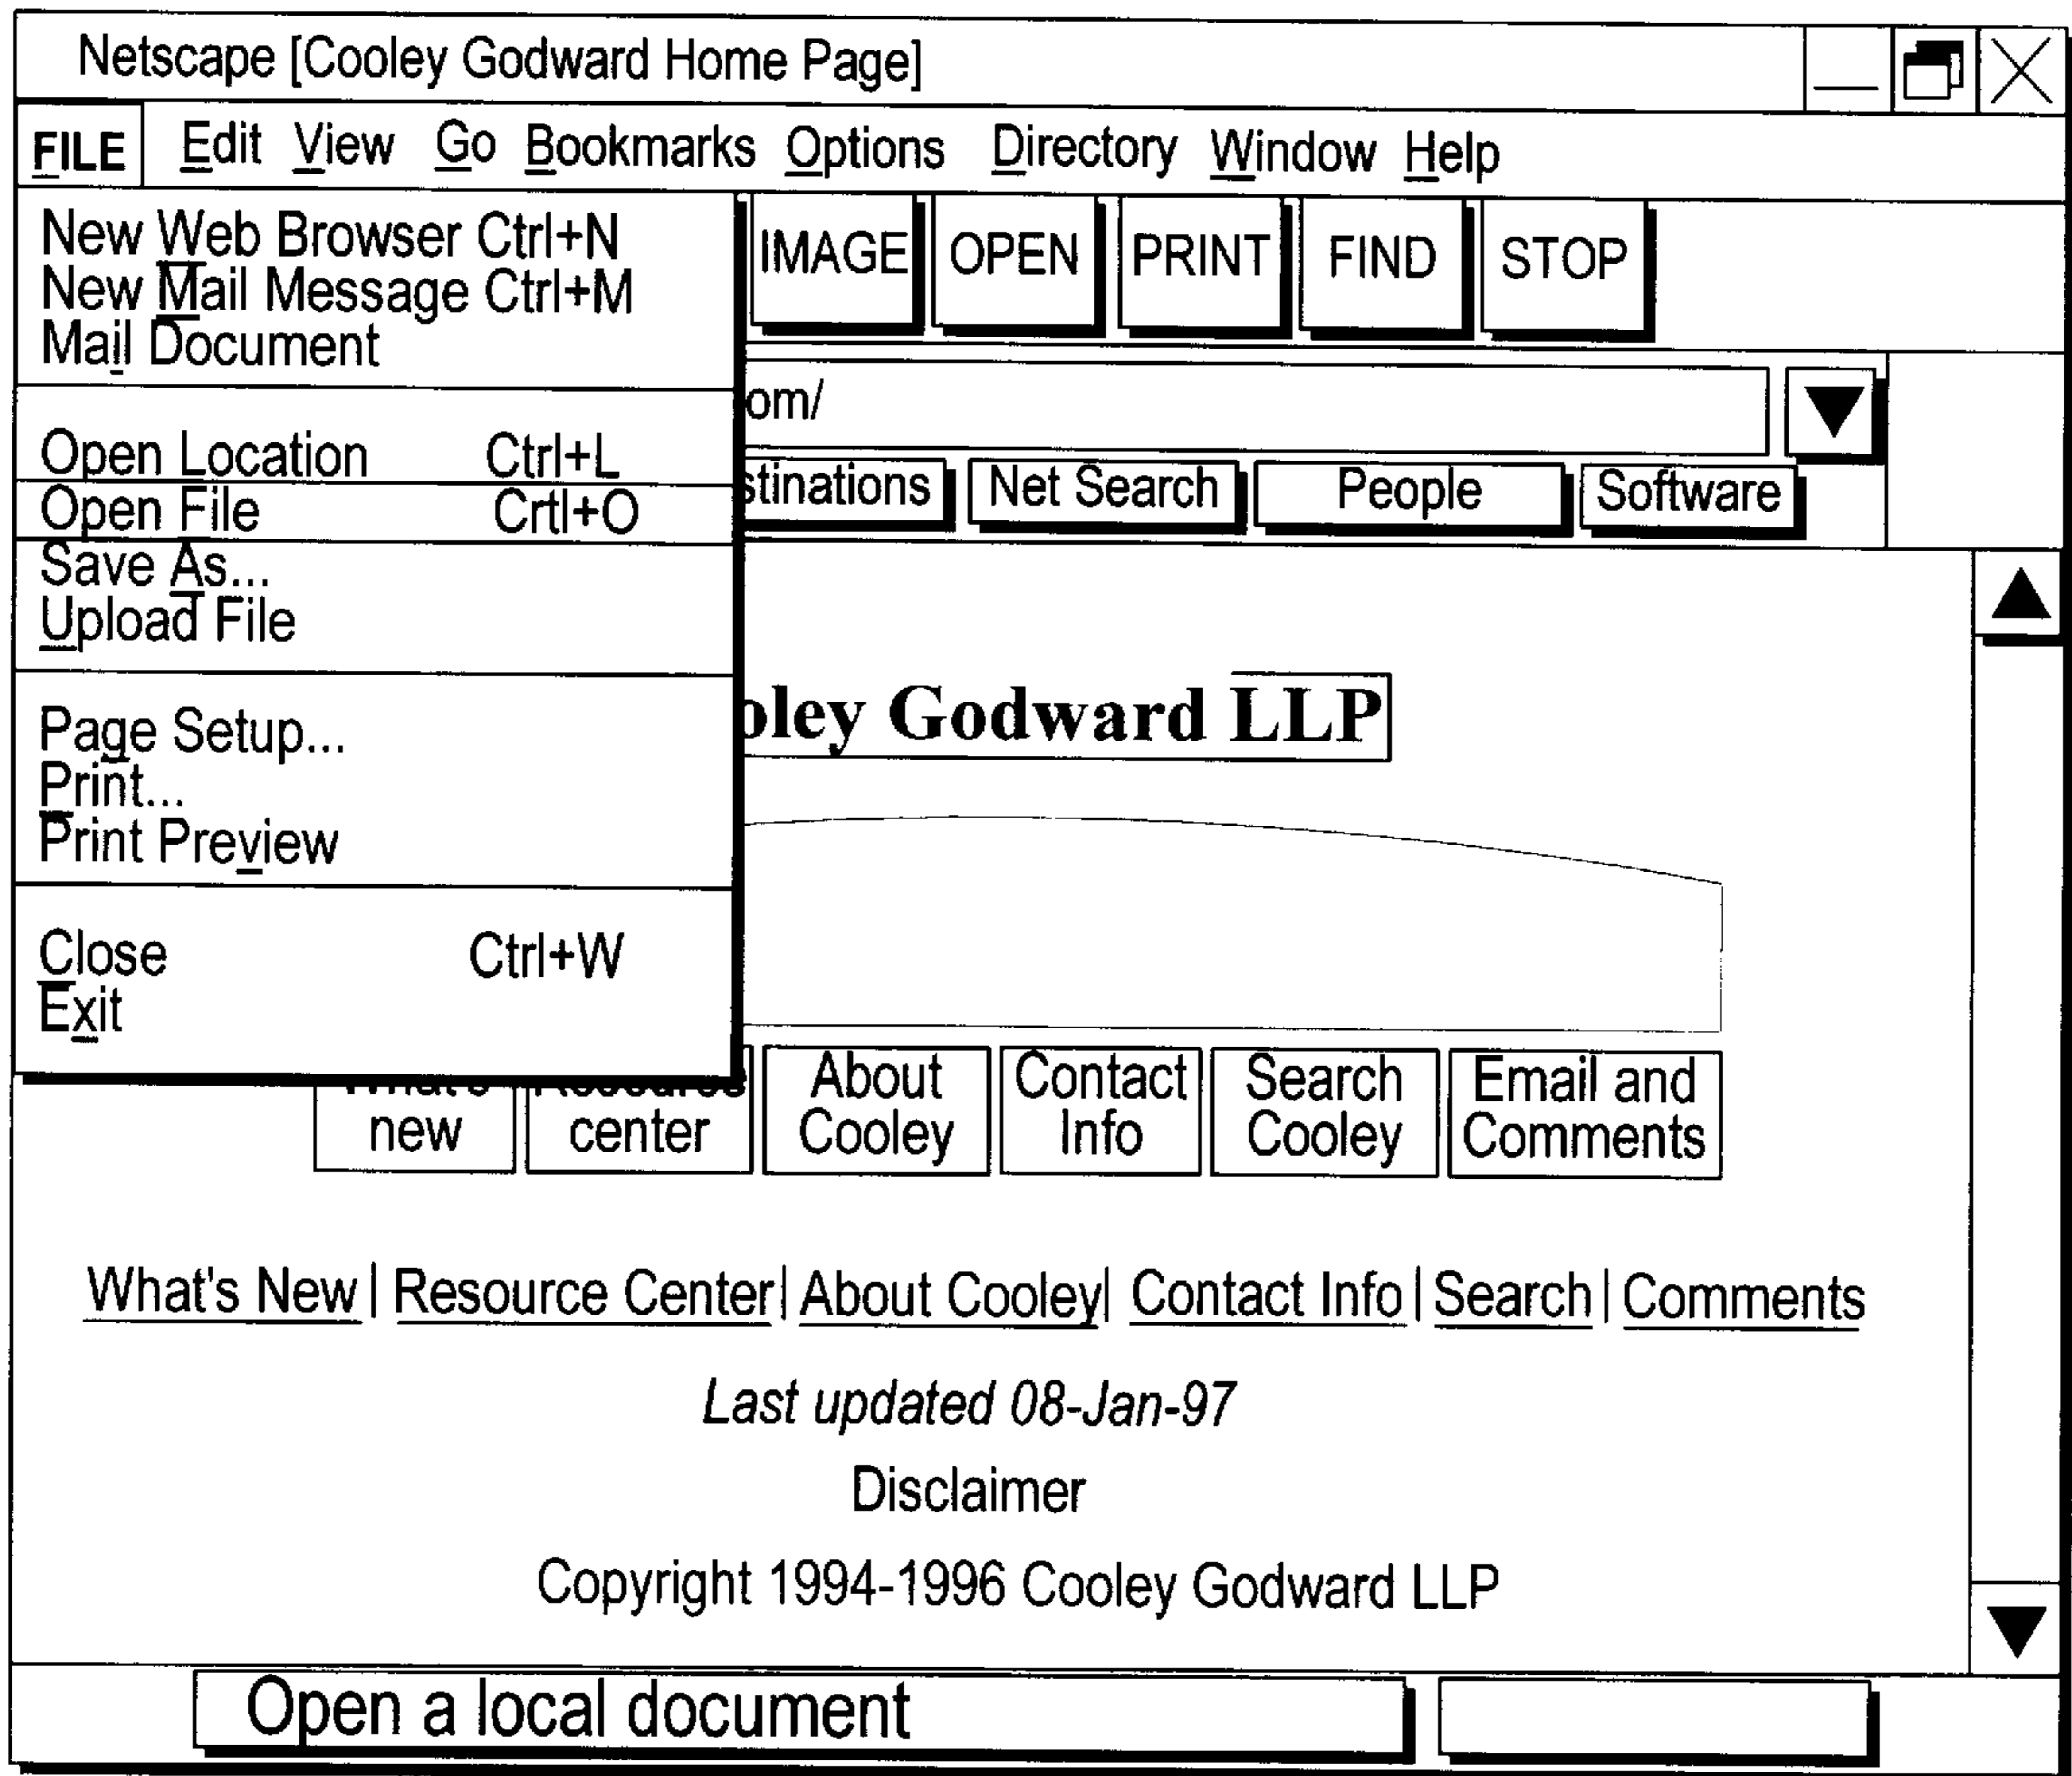 Netscape [Cooley Godward Home Page]
FILE Edit View Go Bookmarks Options Directory Window Help
New Web Browser Ctrl+N
New Mail Message Ctrl+M
Mail Document
Open Location Ctrl+L
Open File Crtl+O
Save As...
Upload File
Page Setup...
Print...
Print Preview
Close Ctrl+W
Exit
IMAGE OPEN PRINT FIND STOP
om/
stinations Net Search People Software
oley Godward LLP
What's new
Resource center
About Cooley
Contact Info
Search Cooley
Email and Comments
What's New | Resource Center | About Cooley | Contact Info | Search | Comments
Last updated 08-Jan-97
Disclaimer
Copyright 1994-1996 Cooley Godward LLP
Open a local document